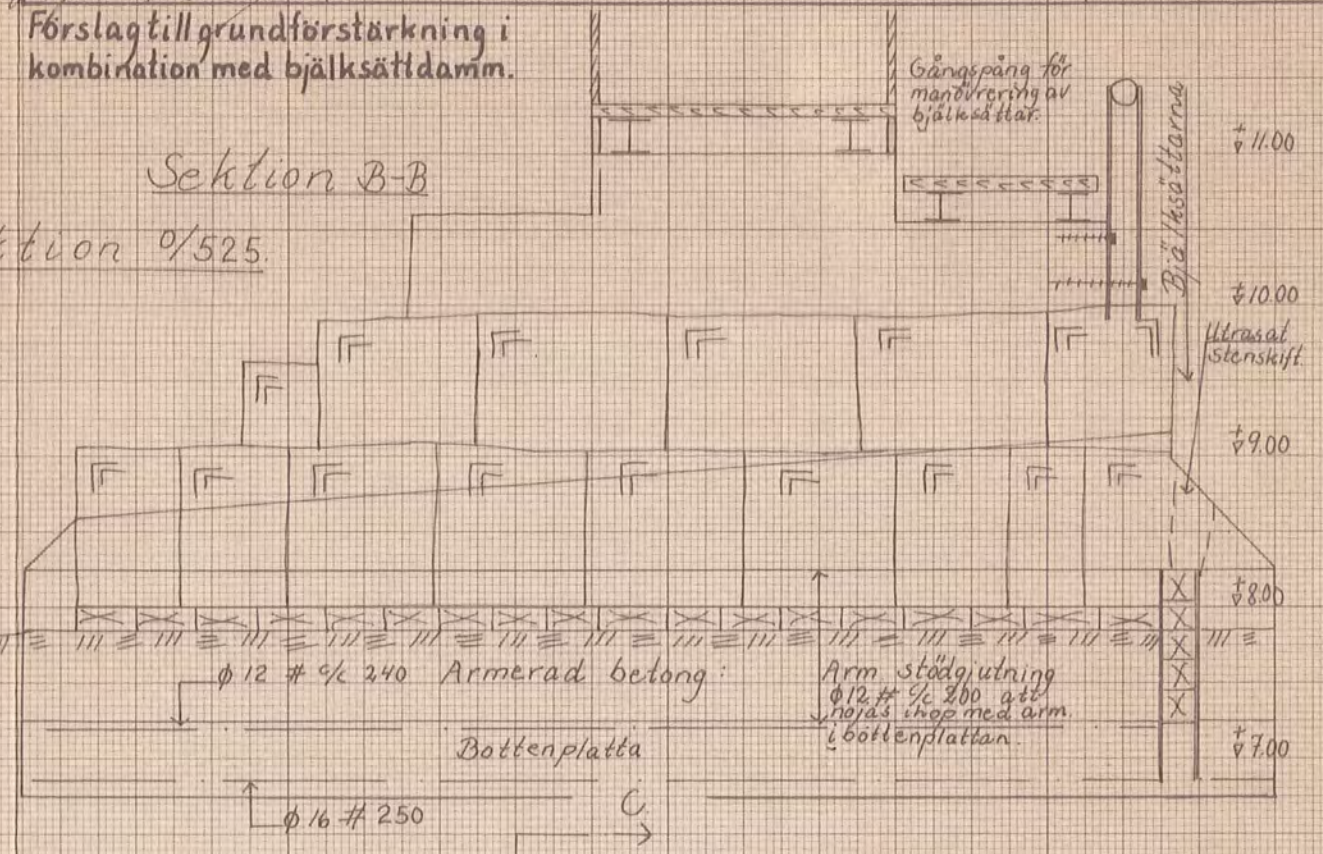 Förslag till grundförstärkning i
kombination med bjälksättdamm.
Gångspång för
manövrering av
bjälksättar.
Bjälksättarna
+ 11.00
Sektion B-B
ktion 0/525.
+ 10.00
Utrasat
stenskift.
+ 9.00
+ 8.00
φ 12 # c/c 240 Armerad betong:
Arm. stödgjutning
φ 12 # c/c 200 att
najas ihop med arm.
i bottenplattan.
Bottenplatta
+ 7.00
φ 16 # 250
C.